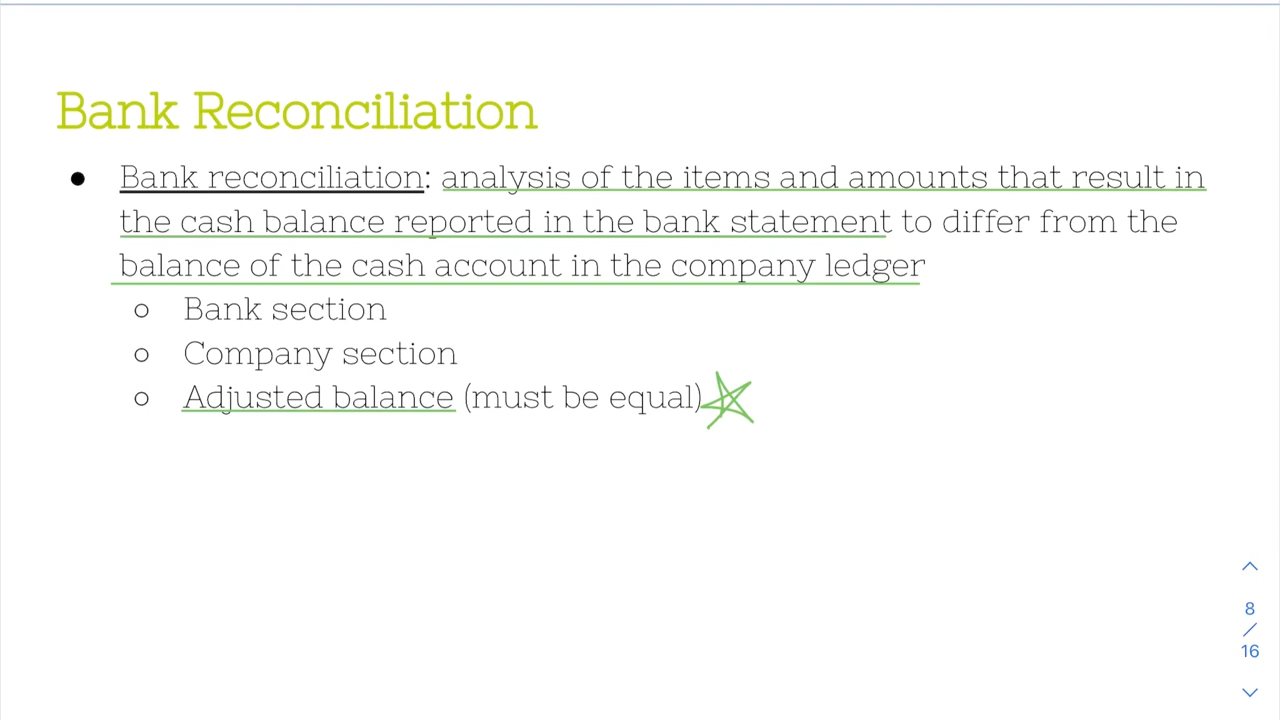 Bank Reconciliation
● Bank reconciliation: analysis of the items and amounts that result in
the cash balance reported in the bank statement to differ from the
balance of the cash account in the company ledger
○ Bank section
○ Company section
○ Adjusted balance (must be equal)
8
/
16